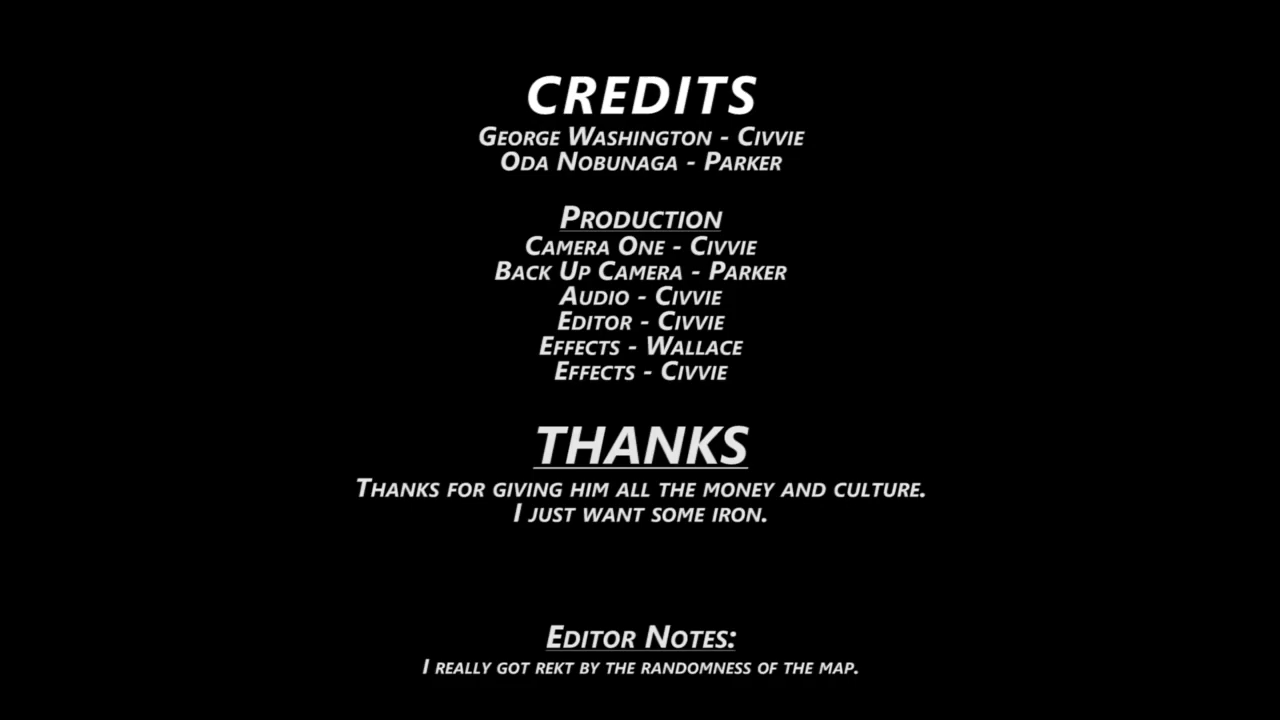 CREDITS
George Washington - Civvie
Oda Nobunaga - Parker
Production
Camera One - Civvie
Back Up Camera - Parker
Audio - Civvie
Editor - Civvie
Effects - Wallace
Effects - Civvie
THANKS
Thanks for giving him all the money and culture.
I just want some iron.
Editor Notes:
I really got rekt by the randomness of the map.